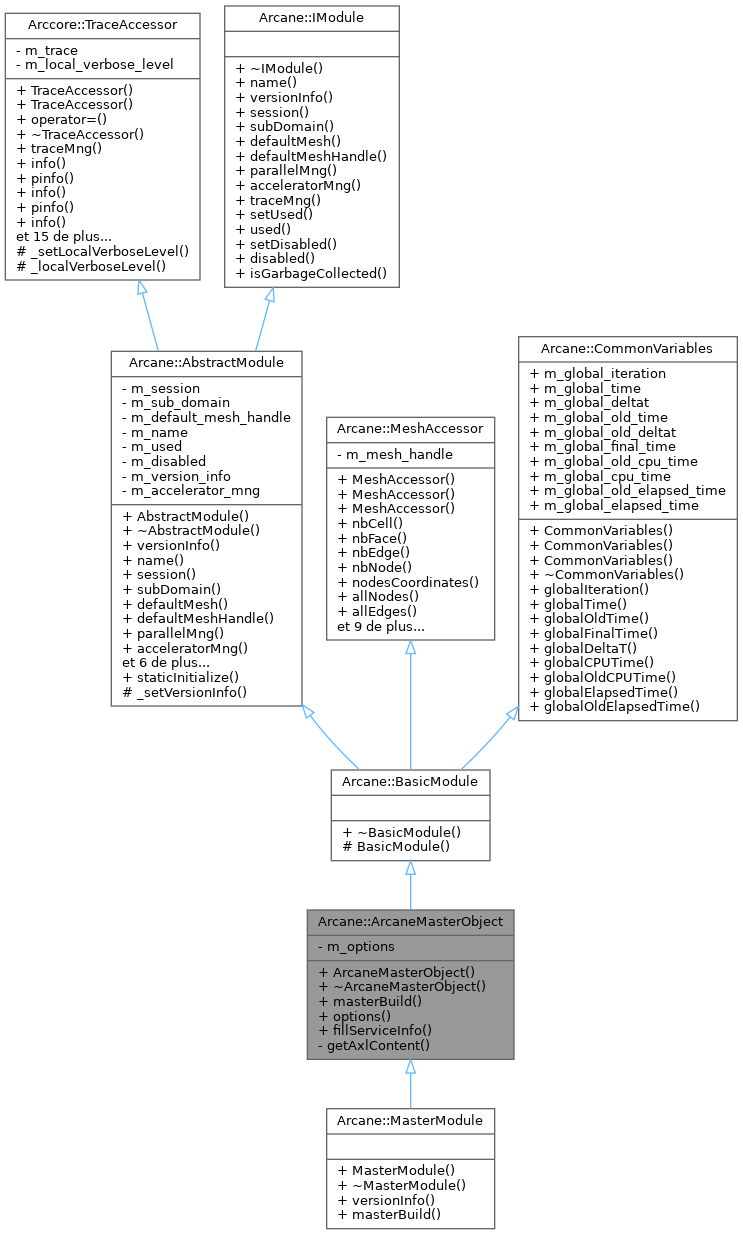 Arccore::TraceAccessor
- m_trace
- m_local_verbose_level
+ TraceAccessor()
+ TraceAccessor()
+ operator=()
+ ~TraceAccessor()
+ traceMng()
+ info()
+ pinfo()
+ info()
+ pinfo()
+ info()
et 15 de plus...
# _setLocalVerboseLevel()
# _localVerboseLevel()
Arcane::IModule
+ ~IModule()
+ name()
+ versionInfo()
+ session()
+ subDomain()
+ defaultMesh()
+ defaultMeshHandle()
+ parallelMng()
+ acceleratorMng()
+ traceMng()
+ setUsed()
+ used()
+ setDisabled()
+ disabled()
+ isGarbageCollected()
Arcane::AbstractModule
- m_session
- m_sub_domain
- m_default_mesh_handle
- m_name
- m_used
- m_disabled
- m_version_info
- m_accelerator_mng
+ AbstractModule()
+ ~AbstractModule()
+ versionInfo()
+ name()
+ session()
+ subDomain()
+ defaultMesh()
+ defaultMeshHandle()
+ parallelMng()
+ acceleratorMng()
et 6 de plus...
+ staticInitialize()
# _setVersionInfo()
Arcane::MeshAccessor
- m_mesh_handle
+ MeshAccessor()
+ MeshAccessor()
+ MeshAccessor()
+ nbCell()
+ nbFace()
+ nbEdge()
+ nbNode()
+ nodesCoordinates()
+ allNodes()
+ allEdges()
et 9 de plus...
Arcane::CommonVariables
+ m_global_iteration
+ m_global_time
+ m_global_deltat
+ m_global_old_time
+ m_global_old_deltat
+ m_global_final_time
+ m_global_old_cpu_time
+ m_global_cpu_time
+ m_global_old_elapsed_time
+ m_global_elapsed_time
+ CommonVariables()
+ CommonVariables()
+ CommonVariables()
+ ~CommonVariables()
+ globalIteration()
+ globalTime()
+ globalOldTime()
+ globalFinalTime()
+ globalDeltaT()
+ globalCPUTime()
+ globalOldCPUTime()
+ globalElapsedTime()
+ globalOldElapsedTime()
Arcane::BasicModule
+ ~BasicModule()
# BasicModule()
Arcane::ArcaneMasterObject
- m_options
+ ArcaneMasterObject()
+ ~ArcaneMasterObject()
+ masterBuild()
+ options()
+ fillServiceInfo()
- getAxlContent()
Arcane::MasterModule
+ MasterModule()
+ ~MasterModule()
+ versionInfo()
+ masterBuild()